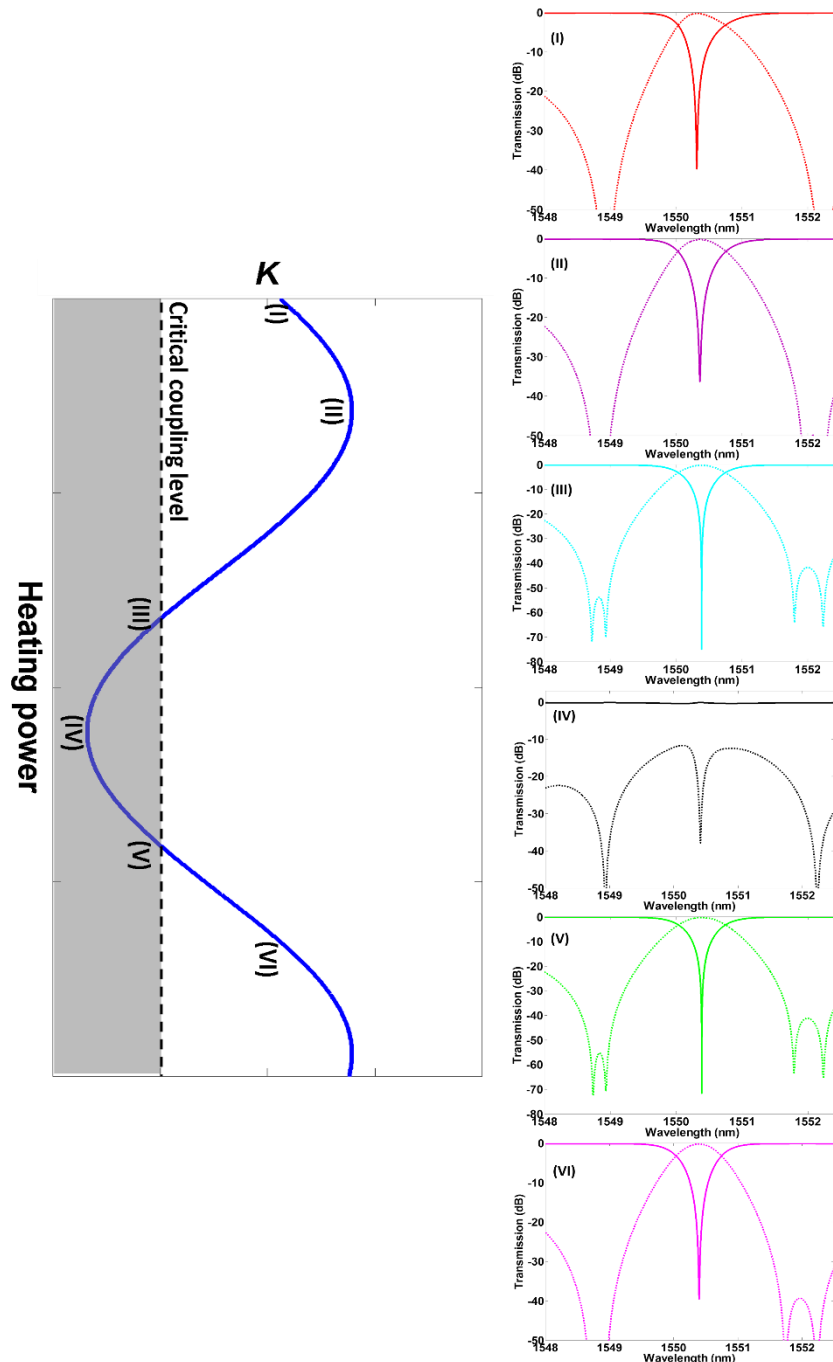 K
Critical coupling level
Heating power
(I)
(II)
(III)
(IV)
(V)
(VI)
(I)
Transmission (dB)
0
-10
-20
-30
-40
-50
1548
1549
1550
1551
1552
Wavelength (nm)
(II)
Transmission (dB)
0
-10
-20
-30
-40
-50
1548
1549
1550
1551
1552
Wavelength (nm)
(III)
Transmission (dB)
0
-10
-20
-30
-40
-50
-60
-70
-80
1548
1549
1550
1551
1552
Wavelength (nm)
(IV)
Transmission (dB)
0
-10
-20
-30
-40
-50
1548
1549
1550
1551
1552
Wavelength (nm)
(V)
Transmission (dB)
0
-10
-20
-30
-40
-50
-60
-70
-80
1548
1549
1550
1551
1552
Wavelength (nm)
(VI)
Transmission (dB)
0
-10
-20
-30
-40
-50
1548
1549
1550
1551
1552
Wavelength (nm)